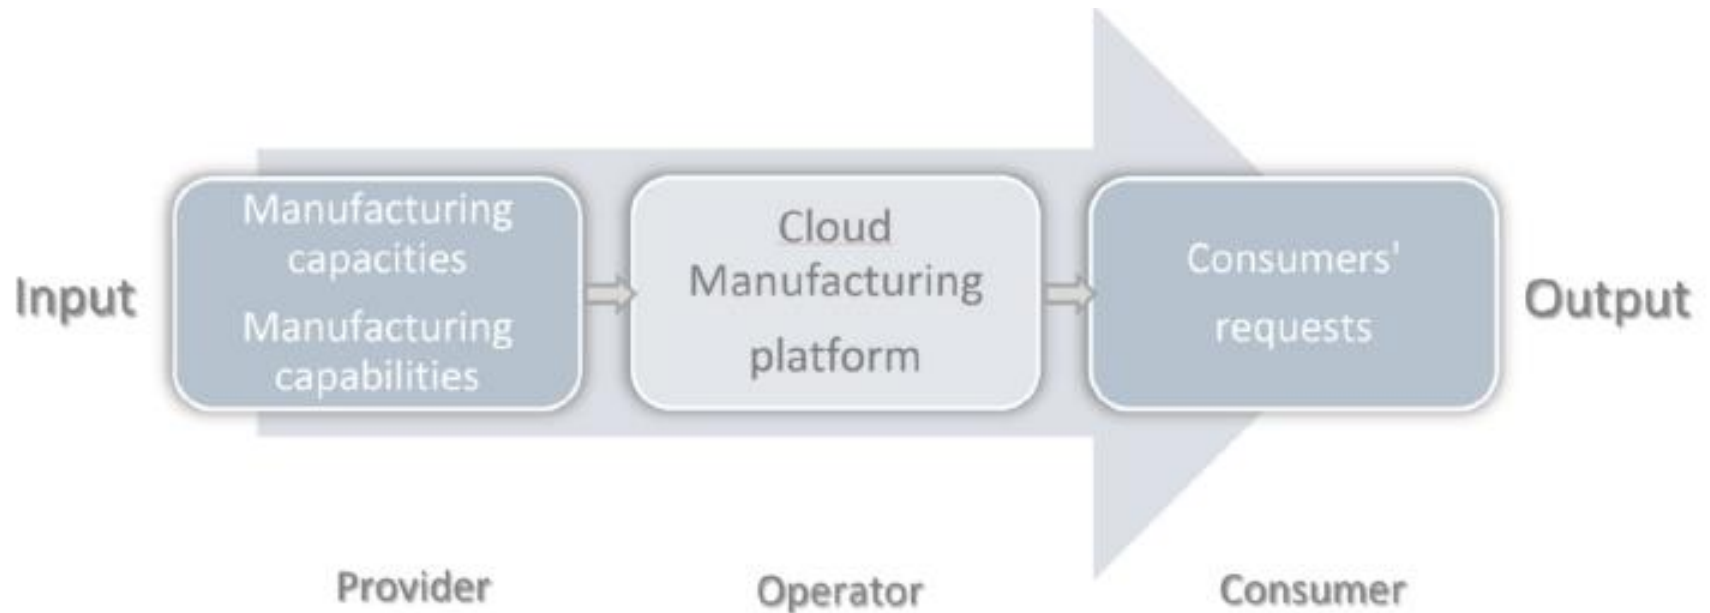 Input
Manufacturing
capacities
Manufacturing
capabilities
Cloud
Manufacturing
platform
Consumers'
requests
Output
Provider
Operator
Consumer